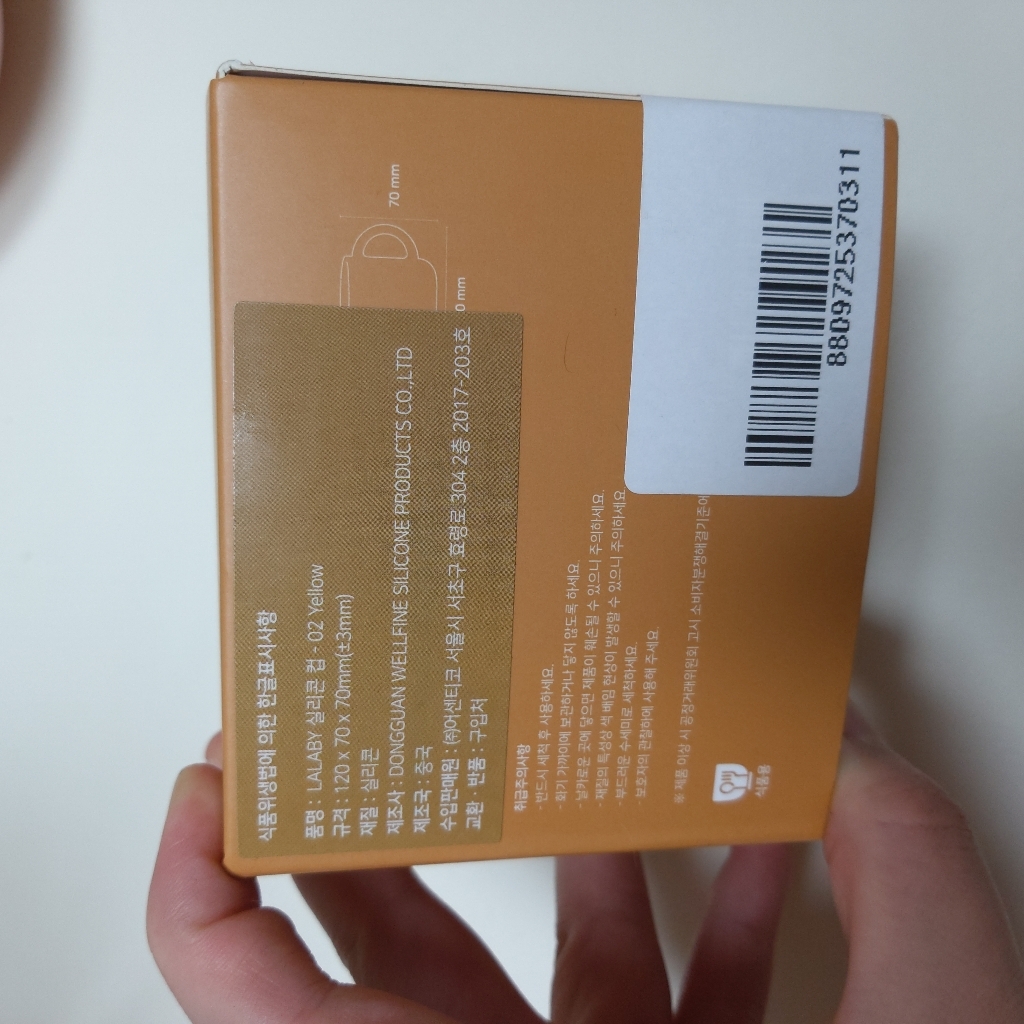 식품위생법에 의한 한글표시사항
품명 : LALABY 실리콘 컵 - 02 Yellow
규격 : 120 x 70 x 70mm(±3mm)
재질 : 실리콘
제조사 : DONGGUAN WELLFINE SILICONE PRODUCTS CO.,LTD
제조국 : 중국
수입판매원 : ㈜어센티코 서울시 서초구 효령로 304 2층 2017-203호
교환 · 반품 : 구입처
70 mm
0 mm
취급주의사항
· 반드시 세척 후 사용하세요.
· 화기 가까이에 보관하거나 닿지 않도록 하세요.
· 날카로운 곳에 닿으면 제품이 훼손될 수 있으니 주의하세요.
· 재질의 특성상 색 배임 현상이 발생할 수 있으니 주의하세요.
· 부드러운 수세미로 세척하세요.
· 보호자의 관찰하에 사용해 주세요.
※ 제품 이상 시 공정거래위원회 고시 소비자분쟁해결기준에
식품용
8809725370311